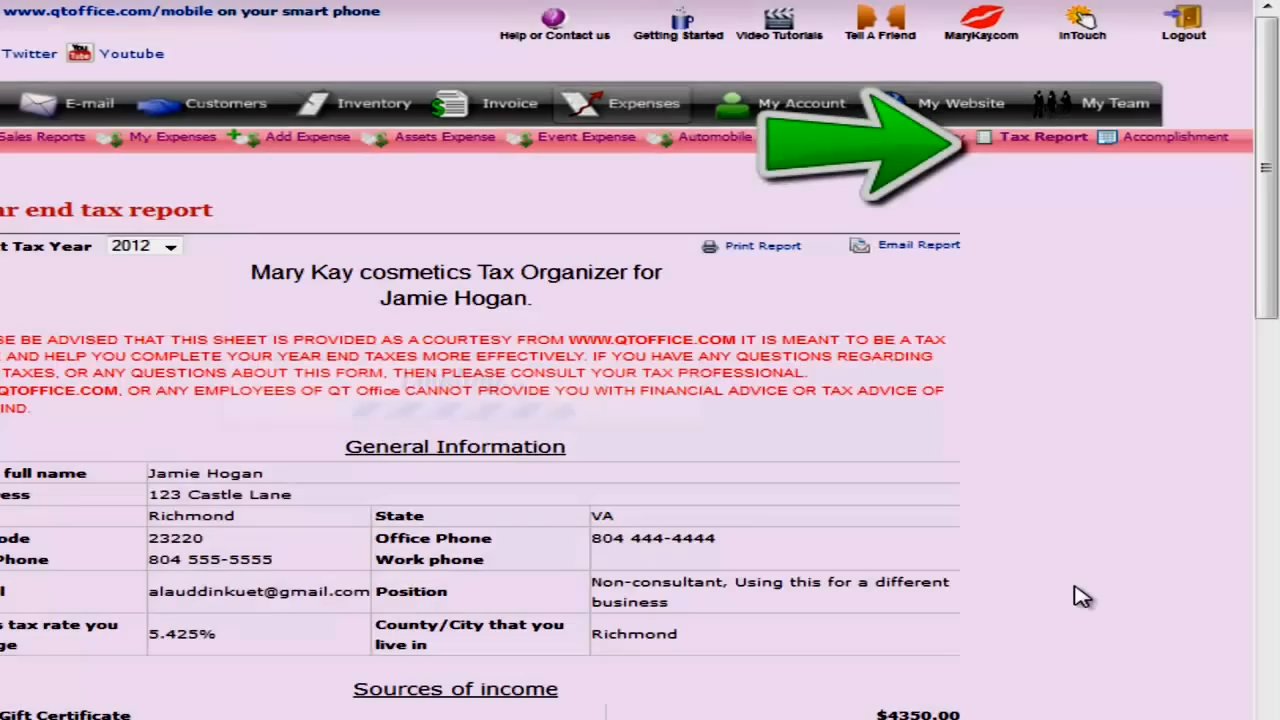 www.qtoffice.com/mobile on your smart phone
Help or Contact us Getting Started Video Tutorials Tell A Friend MaryKay.com InTouch Logout
Twitter You Tube Youtube
E-mail Customers Inventory Invoice Expenses My Account My Website My Team
Sales Reports My Expenses Add Expense Assets Expense Event Expense Automobile Tax Report Accomplishment
ar end tax report
t Tax Year 2012 Print Report Email Report
Mary Kay cosmetics Tax Organizer for
Jamie Hogan.
SE BE ADVISED THAT THIS SHEET IS PROVIDED AS A COURTESY FROM WWW.QTOFFICE.COM IT IS MEANT TO BE A TAX
AND HELP YOU COMPLETE YOUR YEAR END TAXES MORE EFFECTIVELY. IF YOU HAVE ANY QUESTIONS REGARDING
TAXES, OR ANY QUESTIONS ABOUT THIS FORM, THEN PLEASE CONSULT YOUR TAX PROFESSIONAL.
QTOFFICE.COM, OR ANY EMPLOYEES OF QT Office CANNOT PROVIDE YOU WITH FINANCIAL ADVICE OR TAX ADVICE OF
IND.
General Information
full name Jamie Hogan
ess 123 Castle Lane
Richmond State VA
ode 23220 Office Phone 804 444-4444
Phone 804 555-5555 Work phone
l alauddinkuet@gmail.com Position Non-consultant, Using this for a different
business
s tax rate you
ge 5.425% County/City that you
live in Richmond
Sources of income
Gift Certificate $4350.00